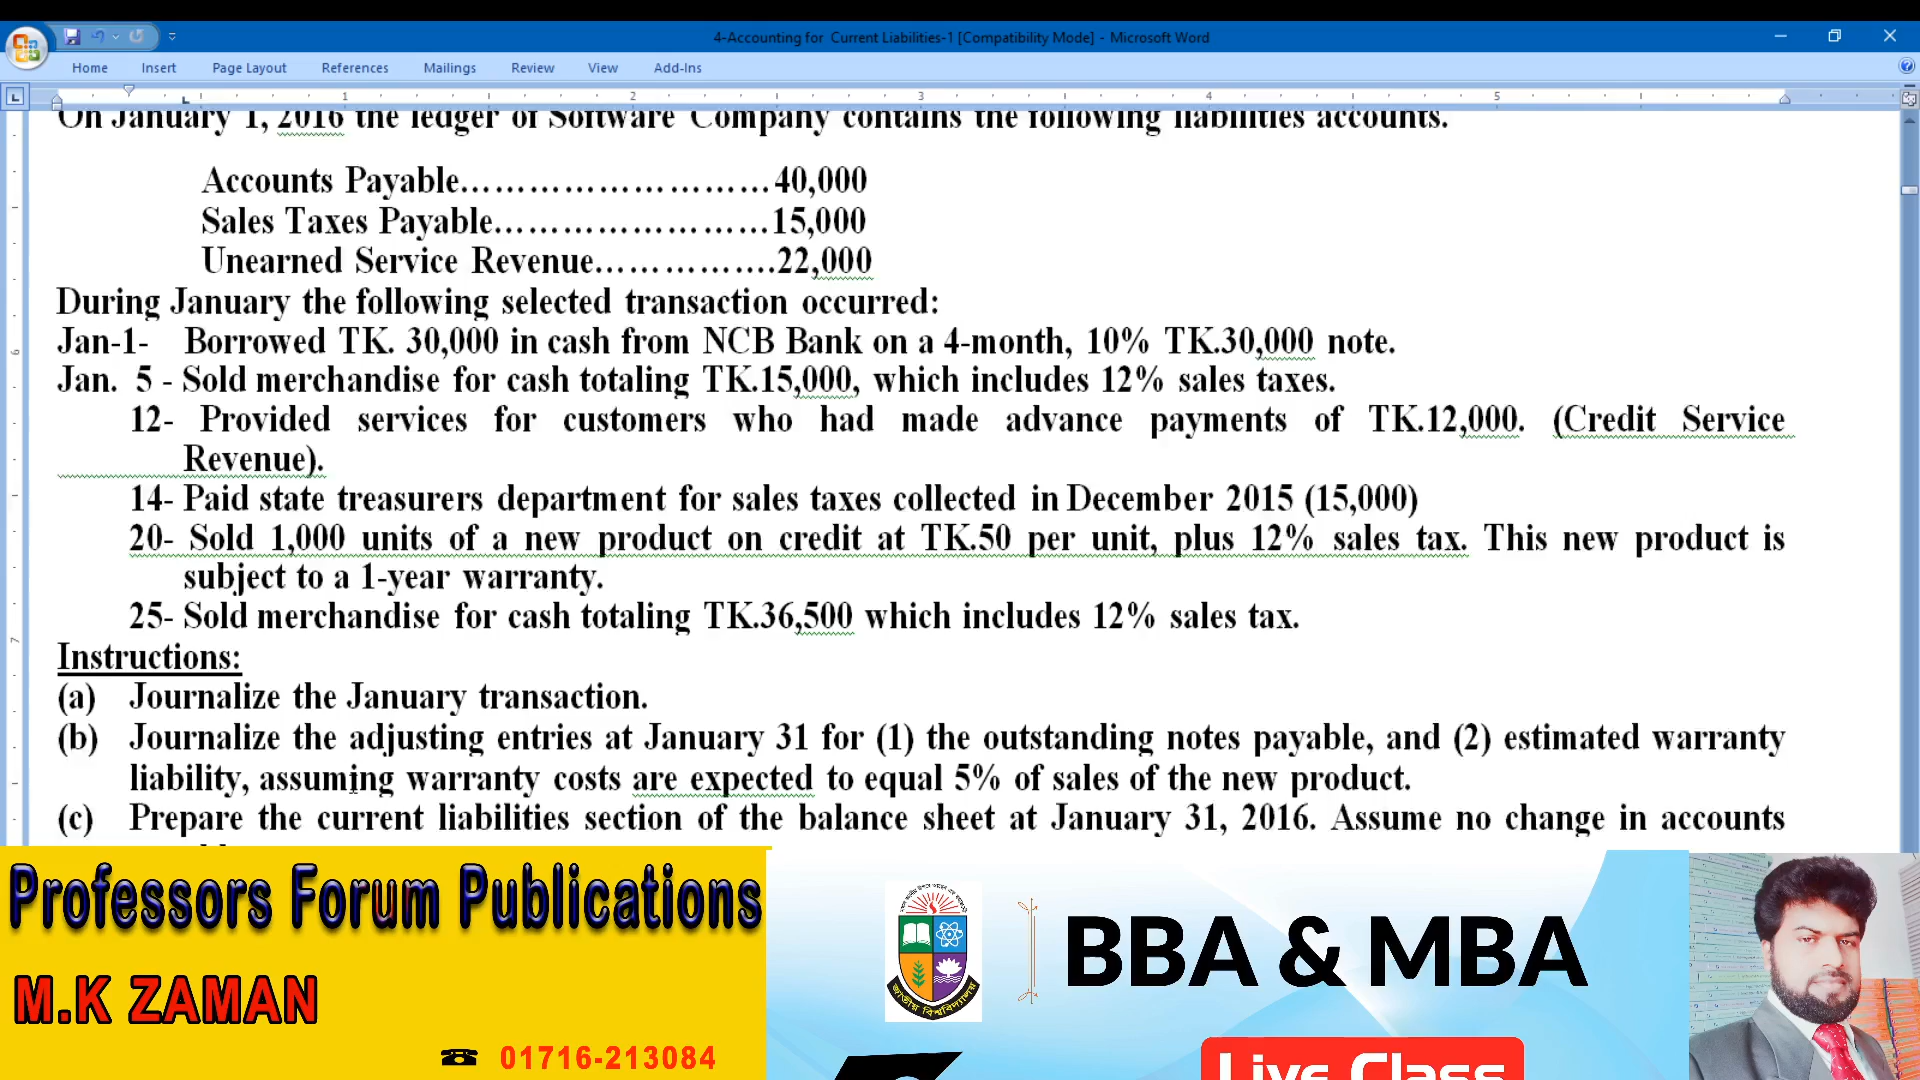 4-Accounting for Current Liabilities-1 [Compatibility Mode] - Microsoft Word
Home Insert Page Layout References Mailings Review View Add-Ins
1 2 3 4 5
On January 1, 2016 the ledger of Software Company contains the following liabilities accounts.
Accounts Payable………………………40,000
Sales Taxes Payable……………………15,000
Unearned Service Revenue…………….22,000
During January the following selected transaction occurred:
Jan-1- Borrowed TK. 30,000 in cash from NCB Bank on a 4-month, 10% TK.30,000 note.
Jan. 5 - Sold merchandise for cash totaling TK.15,000, which includes 12% sales taxes.
12- Provided services for customers who had made advance payments of TK.12,000. (Credit Service
Revenue).
14- Paid state treasurers department for sales taxes collected in December 2015 (15,000)
20- Sold 1,000 units of a new product on credit at TK.50 per unit, plus 12% sales tax. This new product is
subject to a 1-year warranty.
25- Sold merchandise for cash totaling TK.36,500 which includes 12% sales tax.
Instructions:
(a) Journalize the January transaction.
(b) Journalize the adjusting entries at January 31 for (1) the outstanding notes payable, and (2) estimated warranty
liability, assuming warranty costs are expected to equal 5% of sales of the new product.
(c) Prepare the current liabilities section of the balance sheet at January 31, 2016. Assume no change in accounts
Professors Forum Publications
M.K ZAMAN
☎ 01716-213084
জাতীয় বিশ্ববিদ্যালয়
BBA & MBA
Live Class